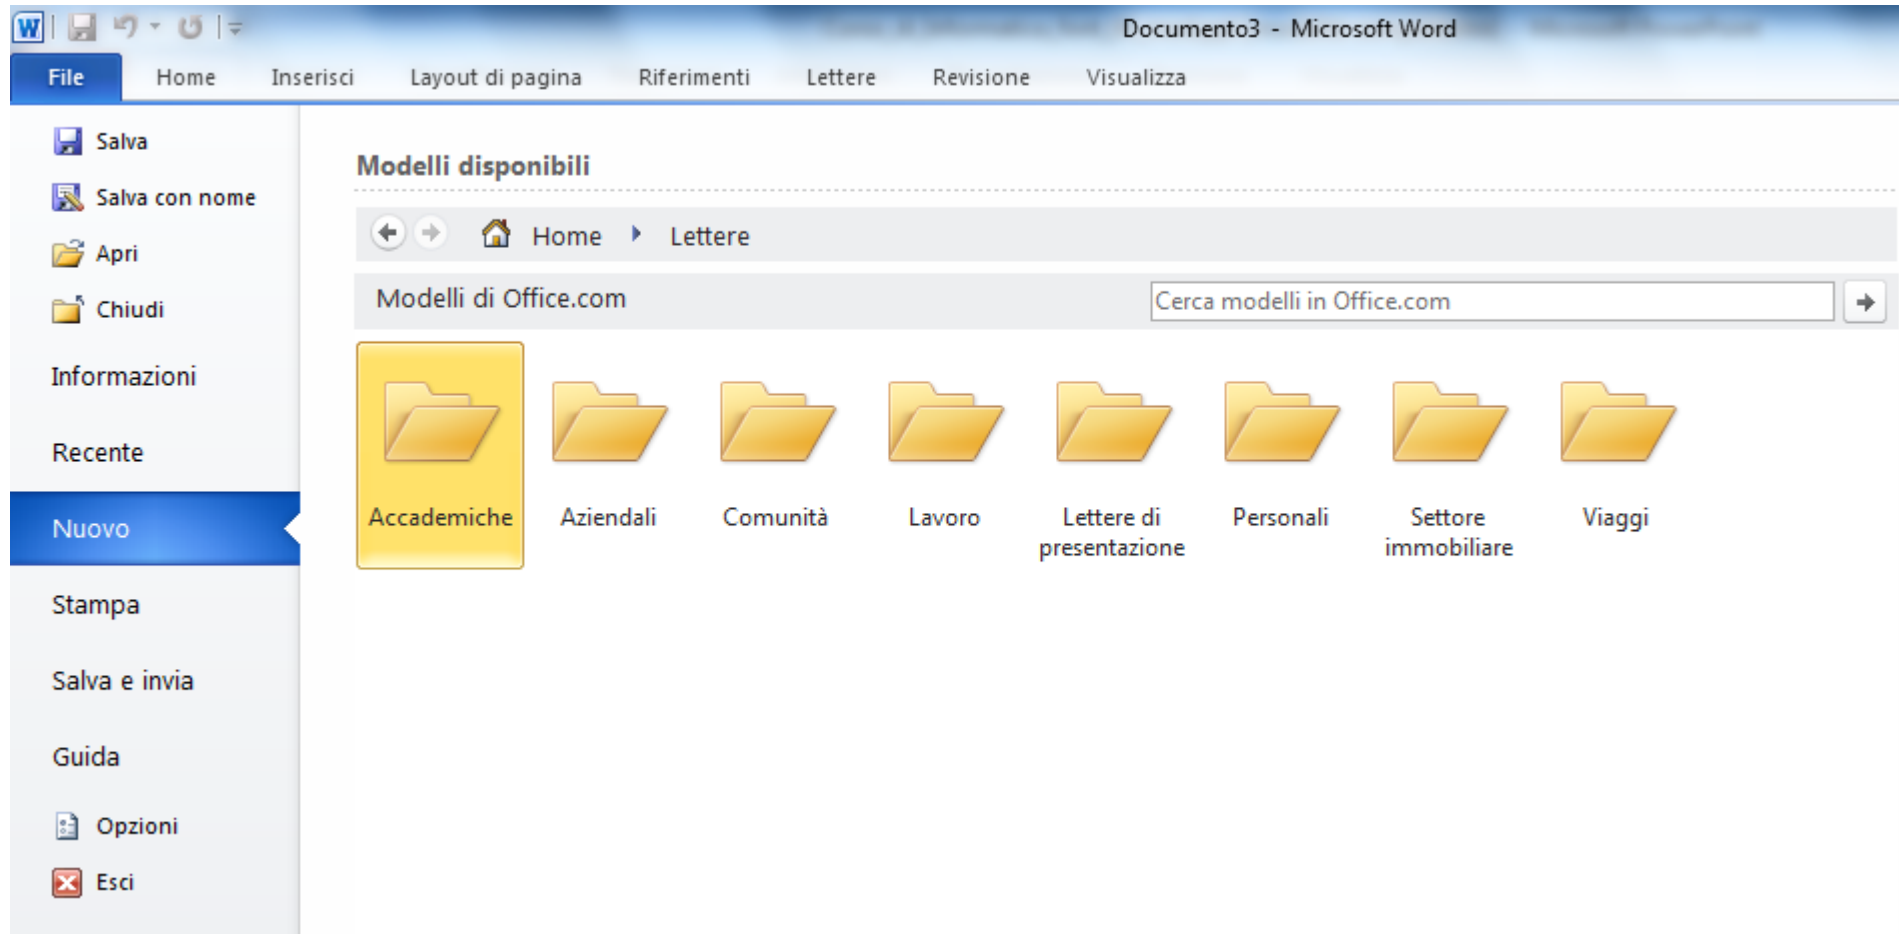 W
Documento3 - Microsoft Word
File Home Inserisci Layout di pagina Riferimenti Lettere Revisione Visualizza
Salva
Salva con nome
Apri
Chiudi
Informazioni
Recente
Nuovo
Stampa
Salva e invia
Guida
Opzioni
Esci
Modelli disponibili
Home Lettere
Modelli di Office.com Cerca modelli in Office.com
Accademiche Aziendali Comunità Lavoro Lettere di presentazione Personali Settore immobiliare Viaggi